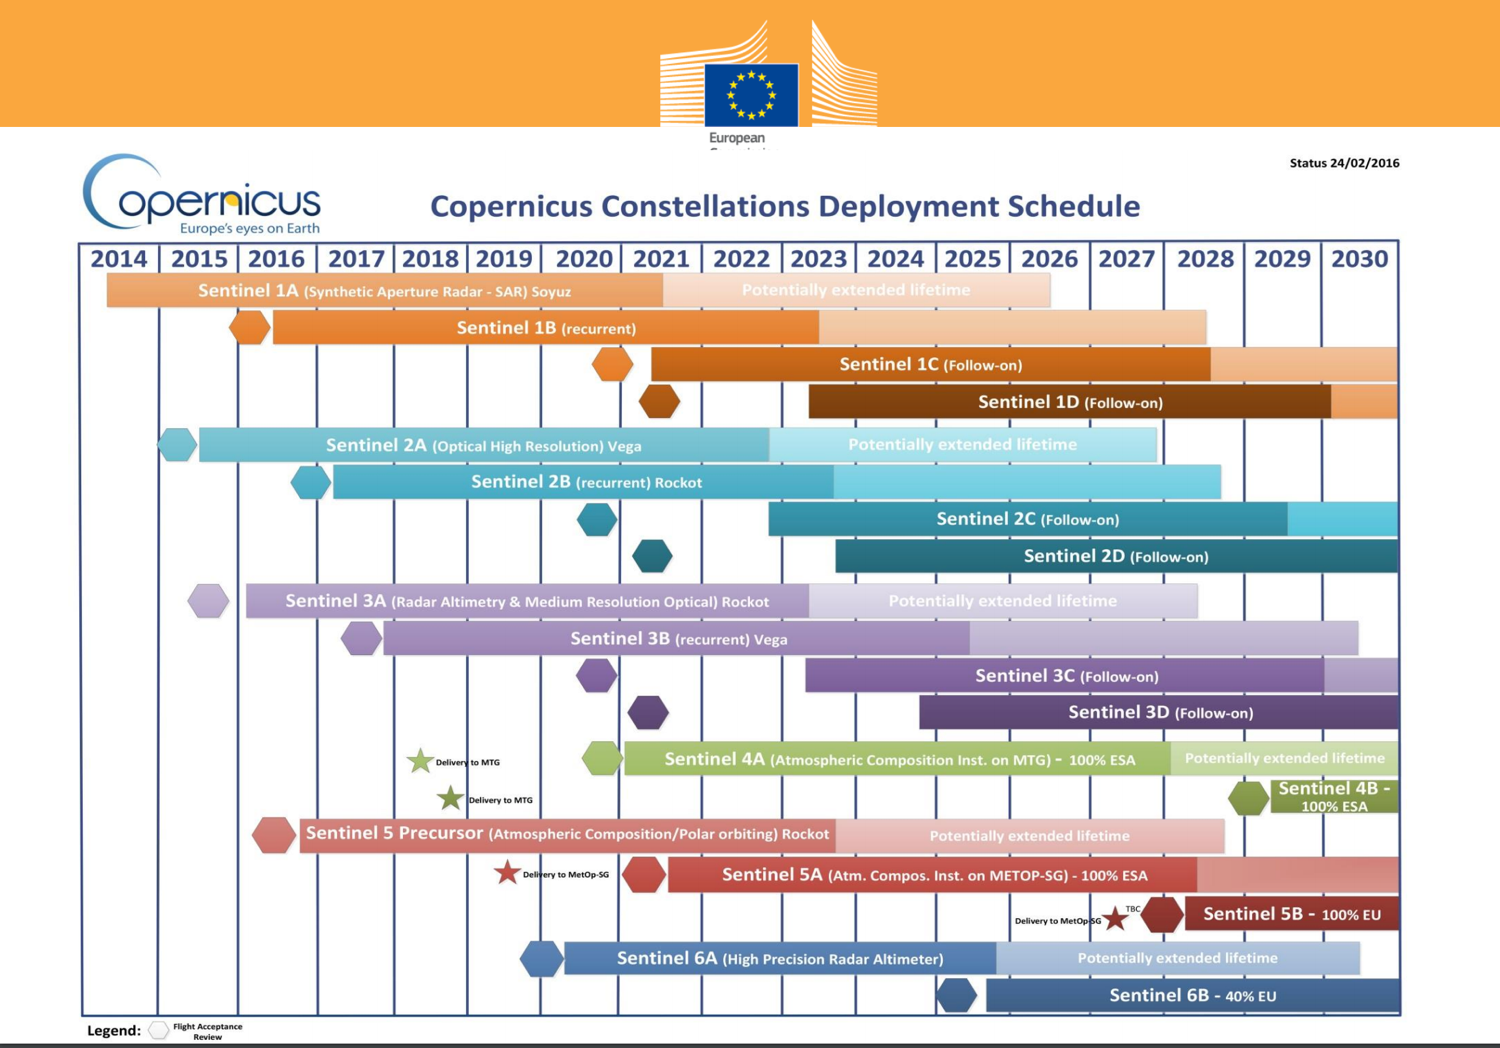 European
Status 24/02/2016
Copernicus
Europe's eyes on Earth
Copernicus Constellations Deployment Schedule
2014 2015 2016 2017 2018 2019 2020 2021 2022 2023 2024 2025 2026 2027 2028 2029 2030
Sentinel 1A (Synthetic Aperture Radar - SAR) Soyuz Potentially extended lifetime
Sentinel 1B (recurrent)
Sentinel 1C (Follow-on)
Sentinel 1D (Follow-on)
Sentinel 2A (Optical High Resolution) Vega Potentially extended lifetime
Sentinel 2B (recurrent) Rockot
Sentinel 2C (Follow-on)
Sentinel 2D (Follow-on)
Sentinel 3A (Radar Altimetry & Medium Resolution Optical) Rockot Potentially extended lifetime
Sentinel 3B (recurrent) Vega
Sentinel 3C (Follow-on)
Sentinel 3D (Follow-on)
Delivery to MTG Sentinel 4A (Atmospheric Composition Inst. on MTG) - 100% ESA Potentially extended lifetime
Delivery to MTG Sentinel 4B -
100% ESA
Sentinel 5 Precursor (Atmospheric Composition/Polar orbiting) Rockot Potentially extended lifetime
Delivery to MetOp-SG Sentinel 5A (Atm. Compos. Inst. on METOP-SG) - 100% ESA
Delivery to MetOp-SG TBC Sentinel 5B - 100% EU
Sentinel 6A (High Precision Radar Altimeter) Potentially extended lifetime
Sentinel 6B - 40% EU
Legend: Flight Acceptance
Review